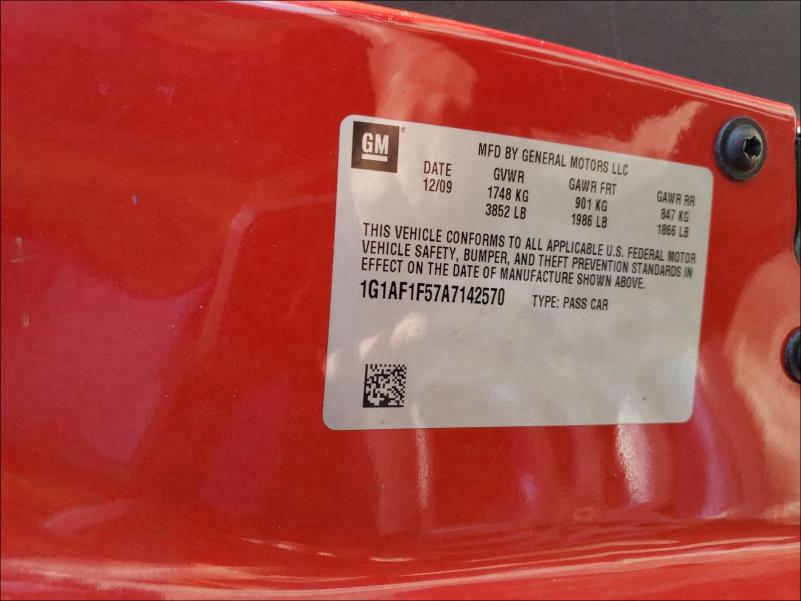 GM
MFD BY GENERAL MOTORS LLC
DATE GVWR GAWR FRT GAWR RR
12/09 1748 KG 901 KG 847 KG
3852 LB 1986 LB 1866 LB
THIS VEHICLE CONFORMS TO ALL APPLICABLE U.S. FEDERAL MOTOR
VEHICLE SAFETY, BUMPER, AND THEFT PREVENTION STANDARDS IN
EFFECT ON THE DATE OF MANUFACTURE SHOWN ABOVE.
1G1AF1F57A7142570 TYPE: PASS CAR